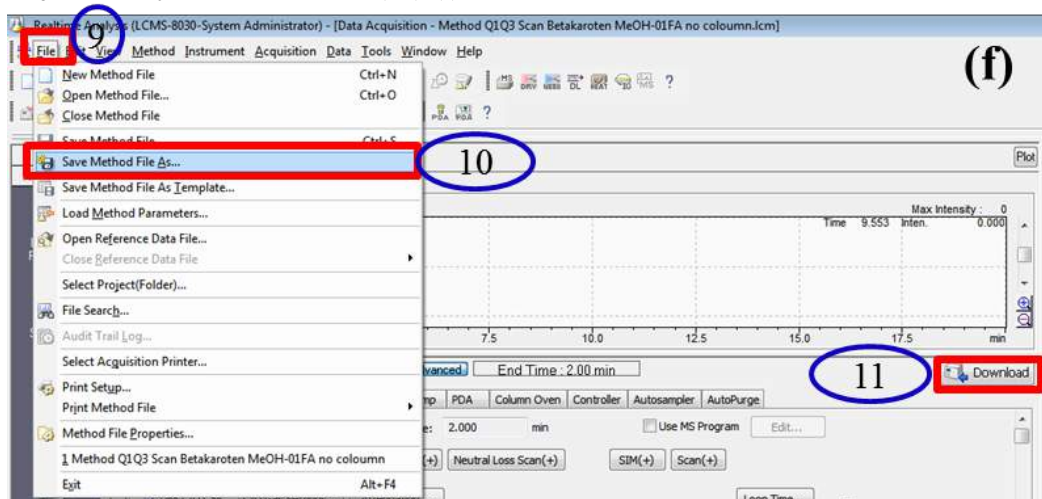 Realtime Analysis (LCMS-8030-System Administrator) - [Data Acquisition - Method Q1Q3 Scan Betakaroten MeOH-01FA no coloumn.lcm]
9
File View Method Instrument Acquisition Data Tools Window Help
(f)
New Method File Ctrl+N
Open Method File... Ctrl+O
Close Method File
Save Method File Ctrl+S
Save Method File As...
10
Plot
Save Method File As Template...
Load Method Parameters...
Max Intensity : 0
Time 9.553 Inten. 0.000
Open Reference Data File...
Close Reference Data File
Select Project(Folder)...
File Search...
Audit Trail Log...
7.5 10.0 12.5 15.0 17.5 min
Select Acquisition Printer...
End Time : 2.00 min
11
Download
Print Setup...
PDA Column Oven Controller Autosampler AutoPurge
Print Method File
2.000 min Use MS Program Edit...
Method File Properties...
1 Method Q1Q3 Scan Betakaroten MeOH-01FA no coloumn
(+) Neutral Loss Scan(+) SIM(+) Scan(+)
Exit Alt+F4
Loop Time